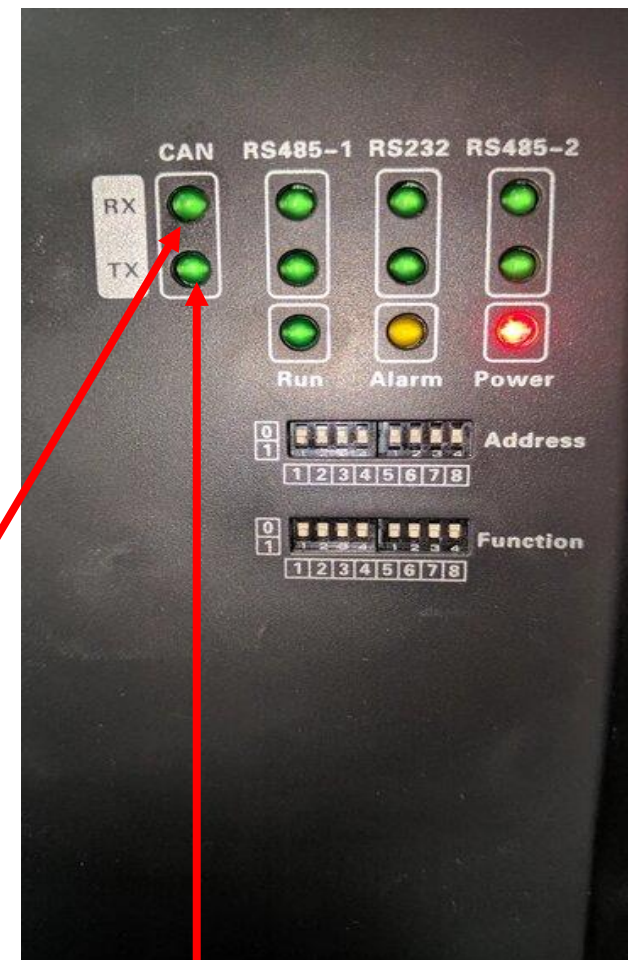 CAN RS485-1 RS232 RS485-2
RX
TX
Run Alarm Power
0
1
Address
1 2 3 4 5 6 7 8
0
1
Function
1 2 3 4 5 6 7 8